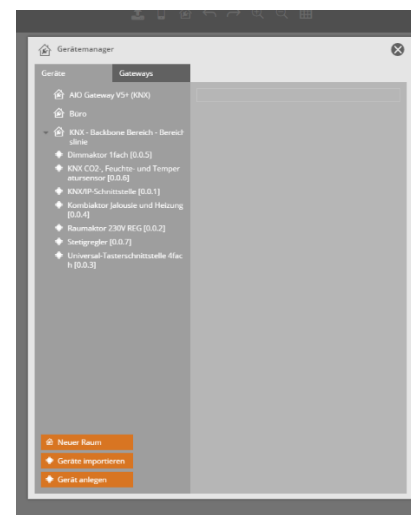 Gerätemanager
Geräte Gateways
AIO Gateway V5+ (KNX)
Büro
KNX - Backbone Bereich - Bereich
slinie
Dimmaktor 1fach [0.0.5]
KNX CO2-, Feuchte- und Temper
atursensor [0.0.6]
KNX/IP-Schnittstelle [0.0.1]
Kombiaktor Jalousie und Heizung
[0.0.4]
Raumaktor 230V REG [0.0.2]
Stetigregler [0.0.7]
Universal-Tasterschnittstelle 4fac
h [0.0.3]
Neuer Raum
Geräte importieren
Gerät anlegen